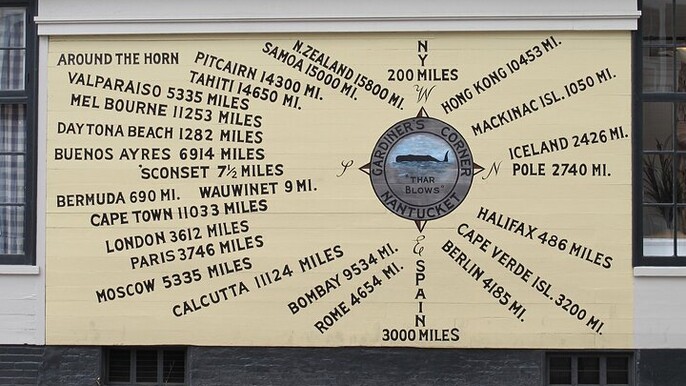 AROUND THE HORN
PITCAIRN 14300 MI.
TAHITI 14650 MI.
SAMOA 15000 MI.
N. ZEALAND 15800 MI.
VALPARAISO 5335 MILES
MEL BOURNE 11253 MILES
DAYTONA BEACH 1282 MILES
BUENOS AYRES 6914 MILES
'SCONSET 7½ MILES
BERMUDA 690 MI.
WAUWINET 9 MI.
CAPE TOWN 11033 MILES
LONDON 3612 MILES
PARIS 3746 MILES
MOSCOW 5335 MILES
CALCUTTA 11124 MILES
BOMBAY 9534 MI.
ROME 4654 MI.
NY
200 MILES
W
S
N
E
GARDINER'S CORNER
"THAR
BLOWS"
NANTUCKET
SPAIN
3000 MILES
HONG KONG 10453 MI.
MACKINAC ISL. 1050 MI.
ICELAND 2426 MI.
POLE 2740 MI.
HALIFAX 486 MILES
CAPE VERDE ISL. 3200 MI.
BERLIN 4185 MI.